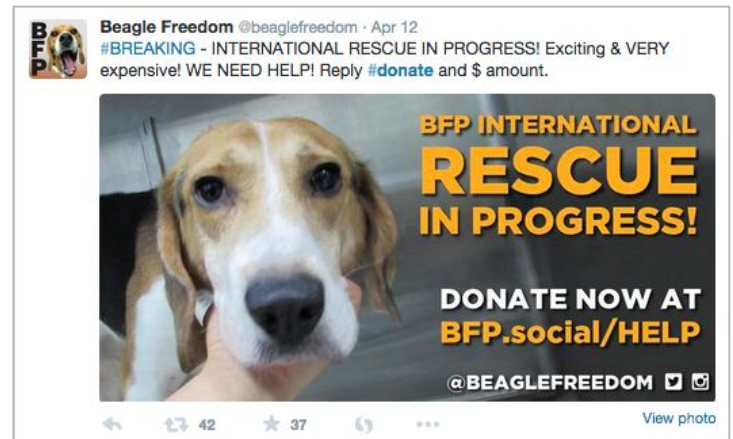 BFP
Beagle Freedom @beaglefreedom · Apr 12
#BREAKING - INTERNATIONAL RESCUE IN PROGRESS! Exciting & VERY
expensive! WE NEED HELP! Reply #donate and $ amount.
BFP INTERNATIONAL
RESCUE
IN PROGRESS!
DONATE NOW AT
BFP.social/HELP
@BEAGLEFREEDOM
42 37
View photo